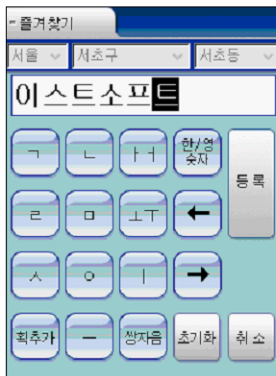 즐겨찾기
서울 서초구 서초동
이스트소프트
ㄱ ㄴ ㅏㅓ 한/영 숫자 등록
ㄹ ㅁ ㅗㅜ ←
ㅅ ㅇ ㅣ →
획추가 ㅡ 쌍자음 초기화 취소